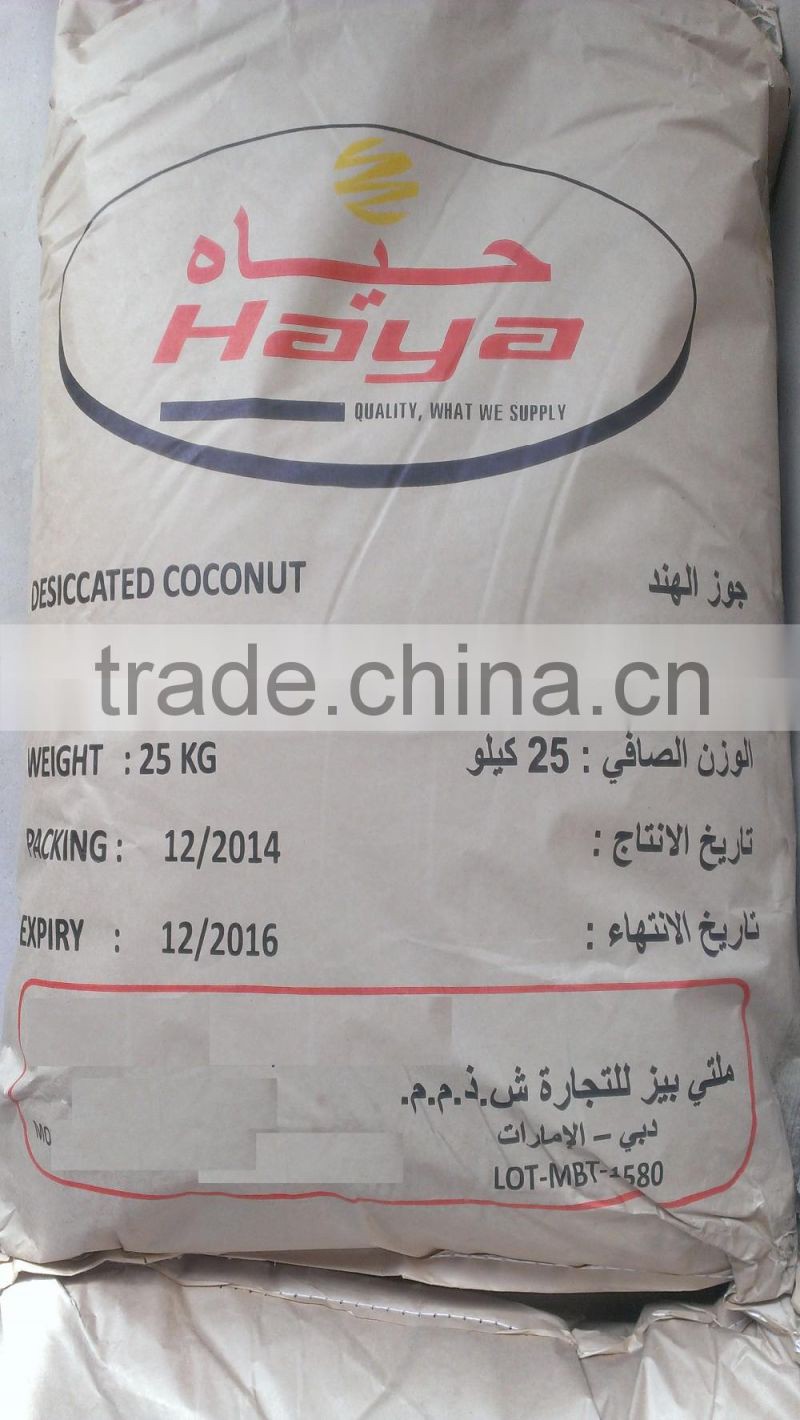 حياه
Haya
QUALITY, WHAT WE SUPPLY
DESICCATED COCONUT جوز الهند
trade.china.cn
WEIGHT : 25 KG الوزن الصافي : 25 كيلو
PACKING : 12/2014 تاريخ الانتاج :
EXPIRY : 12/2016 تاريخ الانتهاء :
ملتي بيز للتجارة ش.ذ.م.م.
دبي – الإمارات
MO